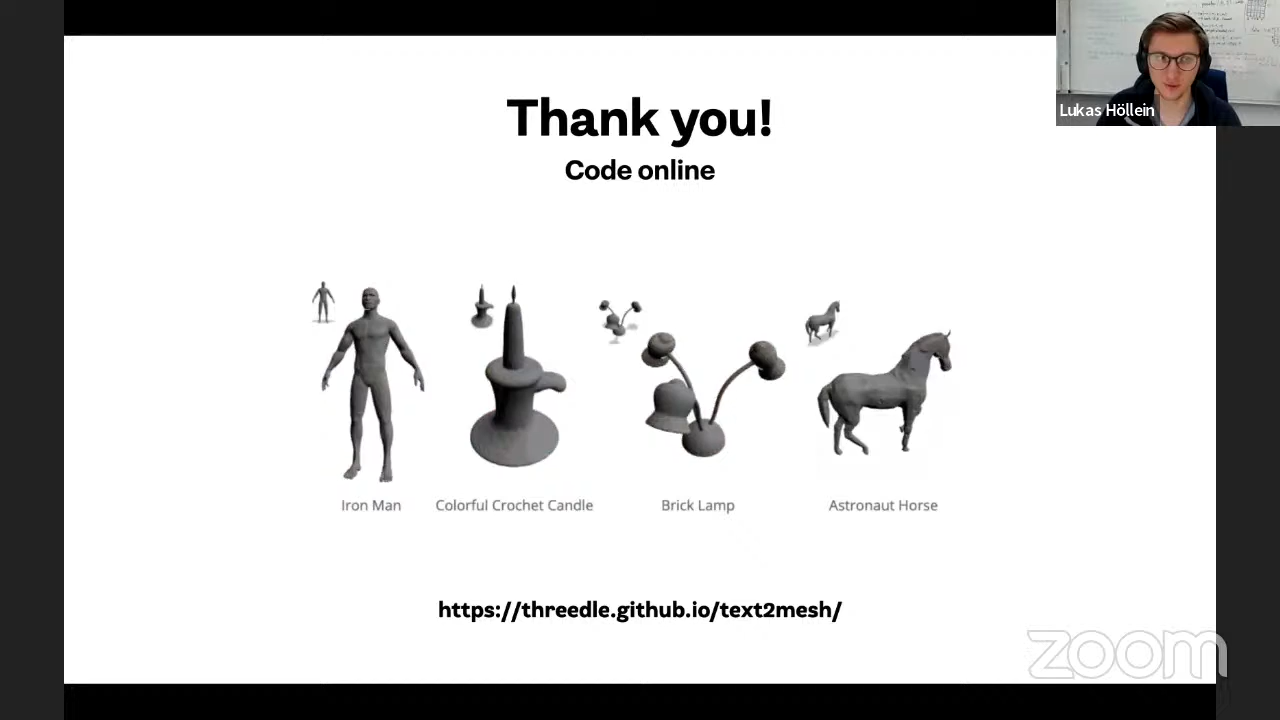 Thank you!
Code online
Lukas Höllein
Iron Man
Colorful Crochet Candle
Brick Lamp
Astronaut Horse
https://threedle.github.io/text2mesh/
zoom